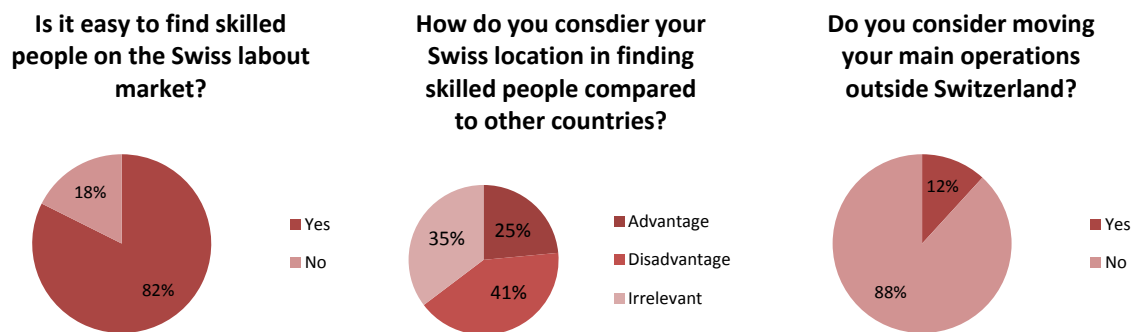 Is it easy to find skilled
people on the Swiss labout
market?
18%
82%
Yes
No
How do you consdier your
Swiss location in finding
skilled people compared
to other countries?
35%
25%
41%
Advantage
Disadvantage
Irrelevant
Do you consider moving
your main operations
outside Switzerland?
12%
88%
Yes
No